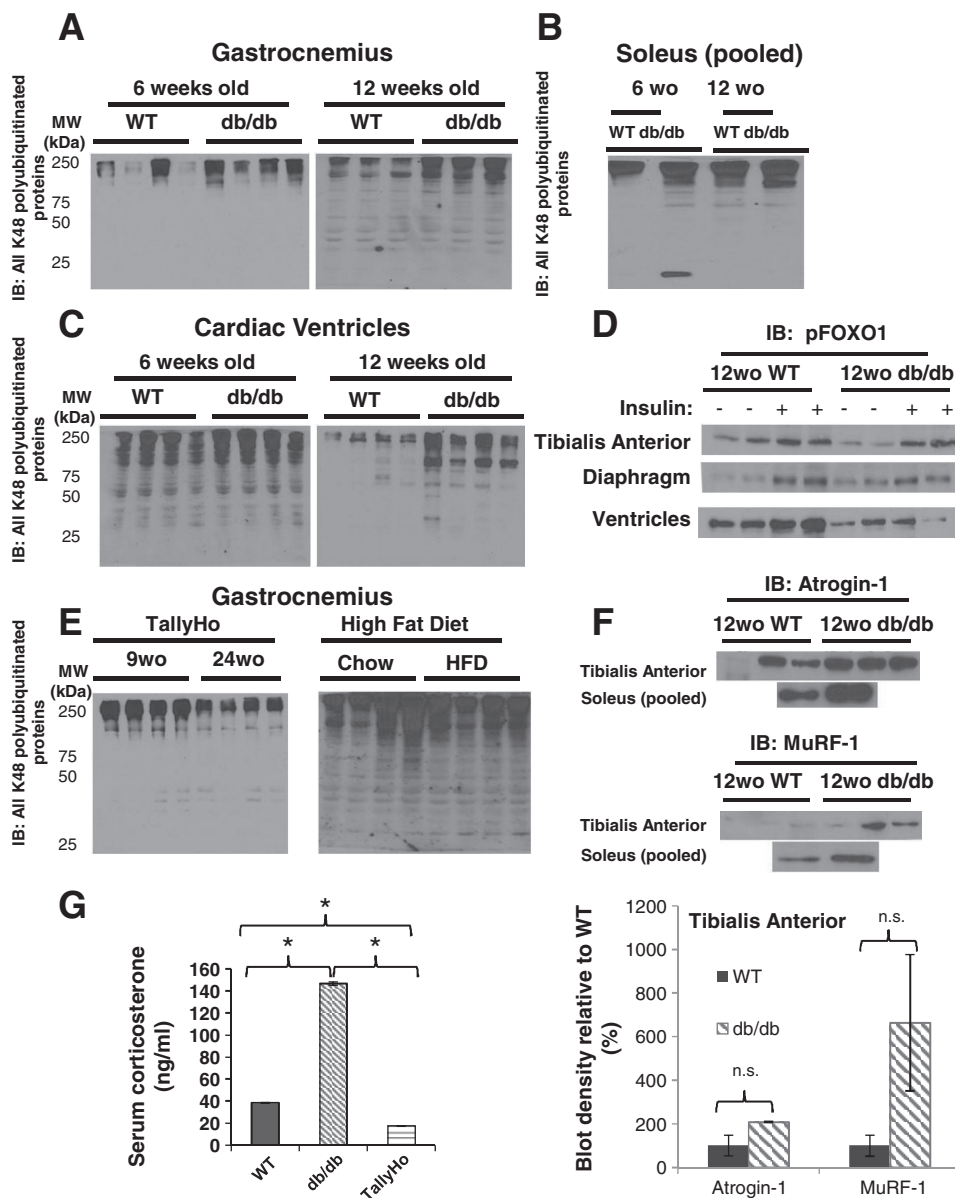 A
Gastrocnemius
6 weeks old
12 weeks old
WT
db/db
WT
db/db
MW
(kDa)
250
75
50
25
IB: All K48 polyubiquitinated
proteins
B
Soleus (pooled)
6 wo
12 wo
WT db/db
WT db/db
IB: All K48 polyubiquitinated
proteins
C
Cardiac Ventricles
6 weeks old
12 weeks old
WT
db/db
WT
db/db
MW
(kDa)
250
75
50
25
IB: All K48 polyubiquitinated
proteins
D
IB: pFOXO1
12wo WT
12wo db/db
Insulin: - - + + - - + +
Tibialis Anterior
Diaphragm
Ventricles
E
Gastrocnemius
TallyHo
High Fat Diet
9wo
24wo
Chow
HFD
MW
(kDa)
250
75
50
25
IB: All K48 polyubiquitinated
proteins
F
IB: Atrogin-1
12wo WT
12wo db/db
Tibialis Anterior
Soleus (pooled)
IB: MuRF-1
12wo WT
12wo db/db
Tibialis Anterior
Soleus (pooled)
G
*
*
*
Serum corticosterone
(ng/ml)
160
140
120
100
80
60
40
20
0
WT
db/db
TallyHo
Blot density relative to WT
(%)
1200
1000
800
600
400
200
0
Tibialis Anterior
WT
db/db
n.s.
n.s.
Atrogin-1
MuRF-1